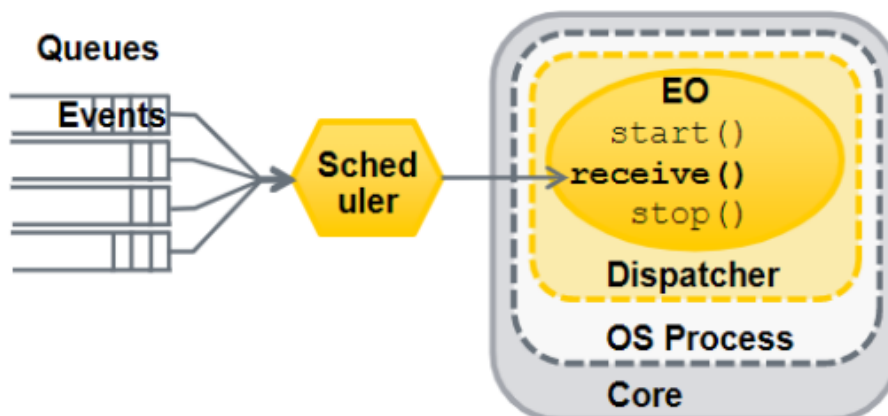 Queues
Events
Sched
uler
EO
start()
receive()
stop()
Dispatcher
OS Process
Core